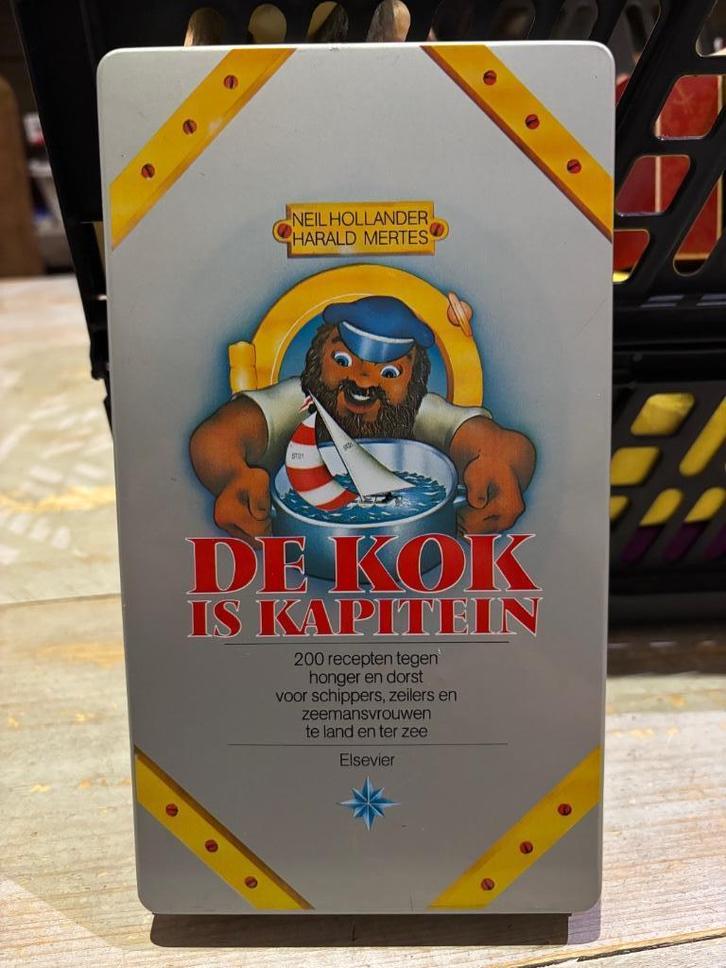 NEIL HOLLANDER
HARALD MERTES
DE KOK
IS KAPITEIN
200 recepten tegen
honger en dorst
voor schippers, zeilers en
zeemansvrouwen
te land en ter zee
Elsevier